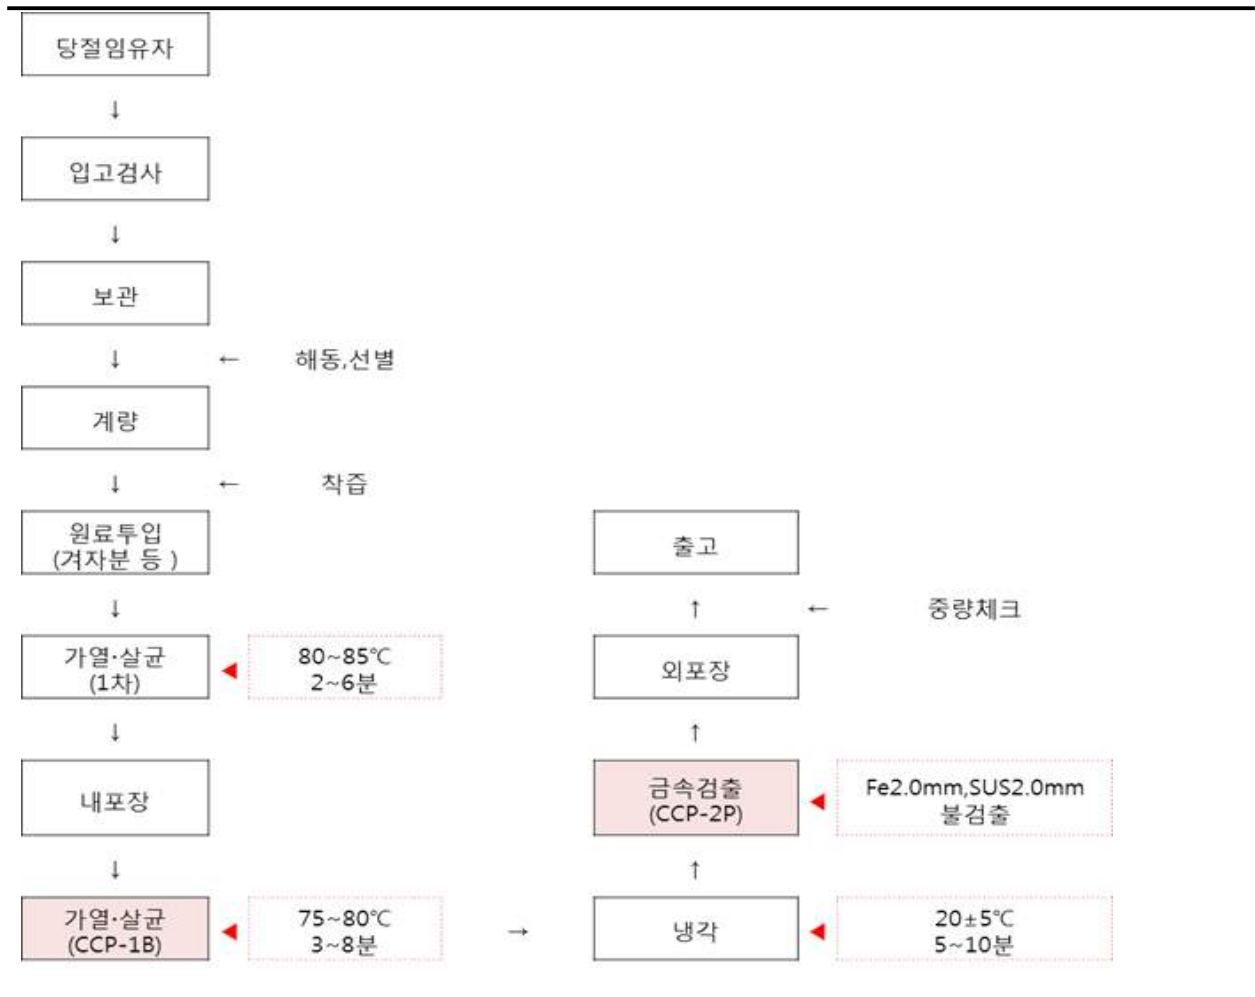 당절임유자
↓
입고검사
↓
보관
↓ ← 해동,선별
계량
↓ ← 착즙
원료투입
(겨자분 등 )
↓
가열·살균
(1차)
80~85℃
2~6분
↓
내포장
↓
가열·살균
(CCP-1B)
75~80℃
3~8분
→
냉각
20±5℃
5~10분
↑
금속검출
(CCP-2P)
Fe2.0mm,SUS2.0mm
불검출
↑
외포장
↑ ← 중량체크
출고